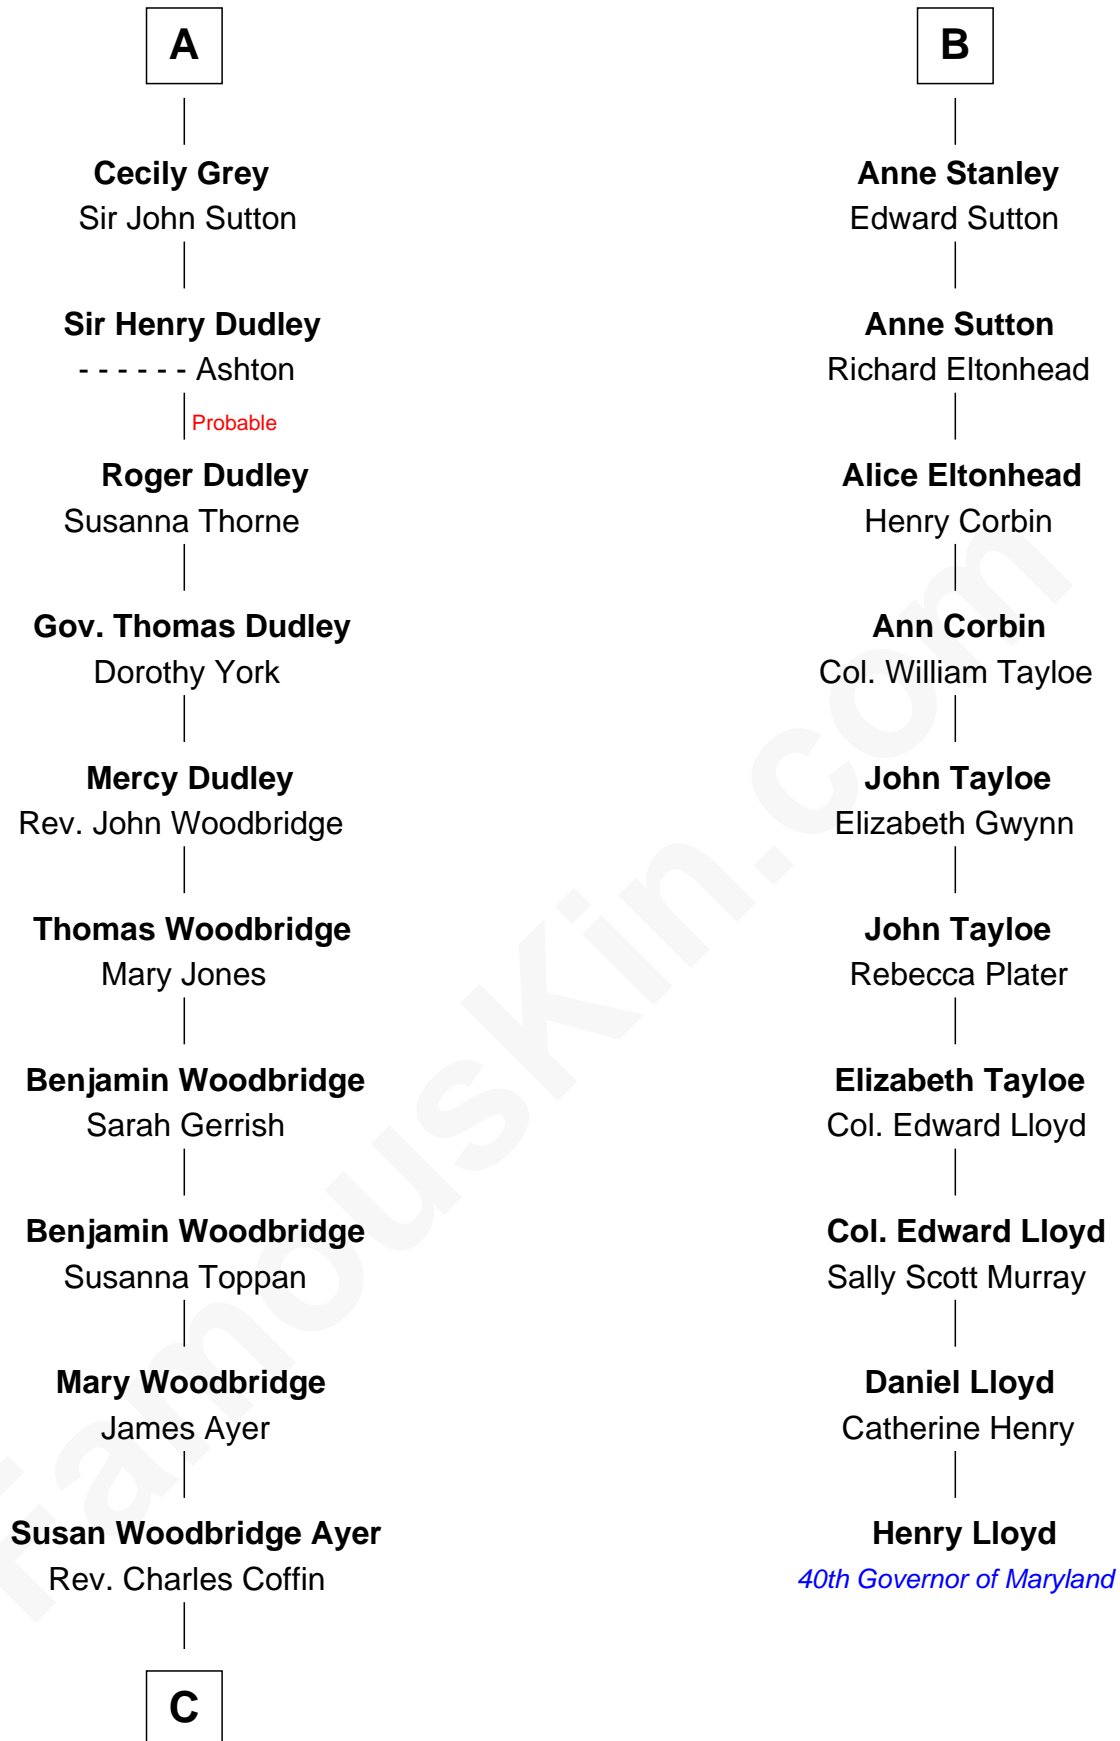 A
Cecily Grey
Sir John Sutton
Sir Henry Dudley
- - - - - - Ashton
Probable
Roger Dudley
Susanna Thorne
Gov. Thomas Dudley
Dorothy York
Mercy Dudley
Rev. John Woodbridge
Thomas Woodbridge
Mary Jones
Benjamin Woodbridge
Sarah Gerrish
Benjamin Woodbridge
Susanna Toppan
Mary Woodbridge
James Ayer
Susan Woodbridge Ayer
Rev. Charles Coffin
C
B
Anne Stanley
Edward Sutton
Anne Sutton
Richard Eltonhead
Alice Eltonhead
Henry Corbin
Ann Corbin
Col. William Tayloe
John Tayloe
Elizabeth Gwynn
John Tayloe
Rebecca Plater
Elizabeth Tayloe
Col. Edward Lloyd
Col. Edward Lloyd
Sally Scott Murray
Daniel Lloyd
Catherine Henry
Henry Lloyd
40th Governor of Maryland
FamousKin.com